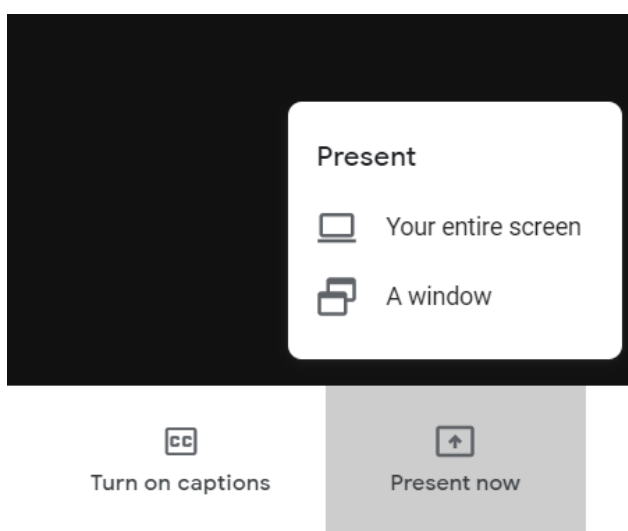 Present
Your entire screen
A window
CC
Turn on captions
Present now